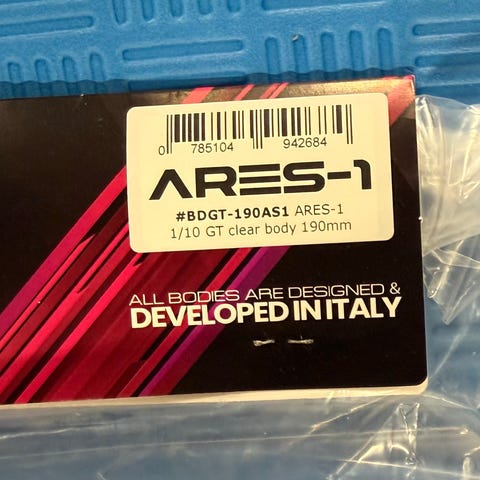 0 785104 942684
ARES-1
#BDGT-190AS1 ARES-1
1/10 GT clear body 190mm
ALL BODIES ARE DESIGNED &
DEVELOPED IN ITALY